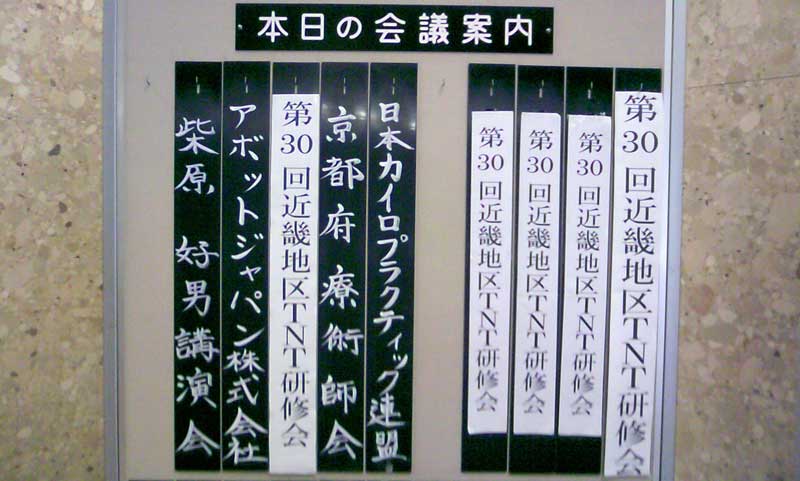 本日の会議案内
第30回近畿地区TNT研修会
第30回近畿地区TNT研修会
第30回近畿地区TNT研修会
第30回近畿地区TNT研修会
日本カイロプラクティック連盟
京都府療術師会
第30回近畿地区TNT研修会
アボットジャパン株式会社
柴原 好男講演会